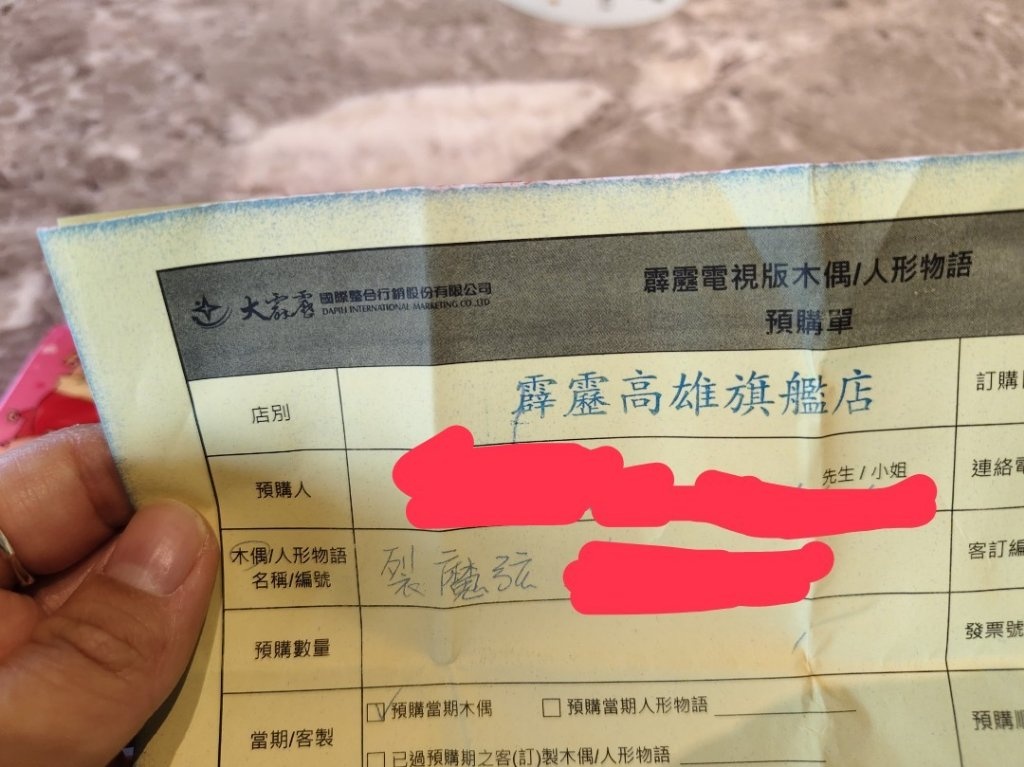 大霹靂 國際整合行銷股份有限公司
DAPILI INTERNATIONAL MARKETING CO.,LTD
霹靂電視版木偶/人形物語
預購單
店別 霹靂高雄旗艦店 訂購
預購人 先生/小姐 連絡電
木偶/人形物語 名稱/編號 裂魔弦 客訂編
預購數量 發票號
當期/客製 ☑預購當期木偶 □預購當期人形物語 預購順
□已過預購期之客(訂)製木偶/人形物語